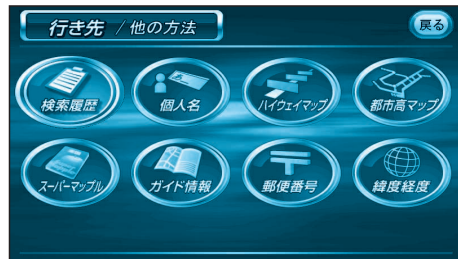 行き先 / 他の方法
戻る
検索履歴
個人名
ハイウェイマップ
都市高マップ
スーパーマップル
ガイド情報
郵便番号
緯度経度